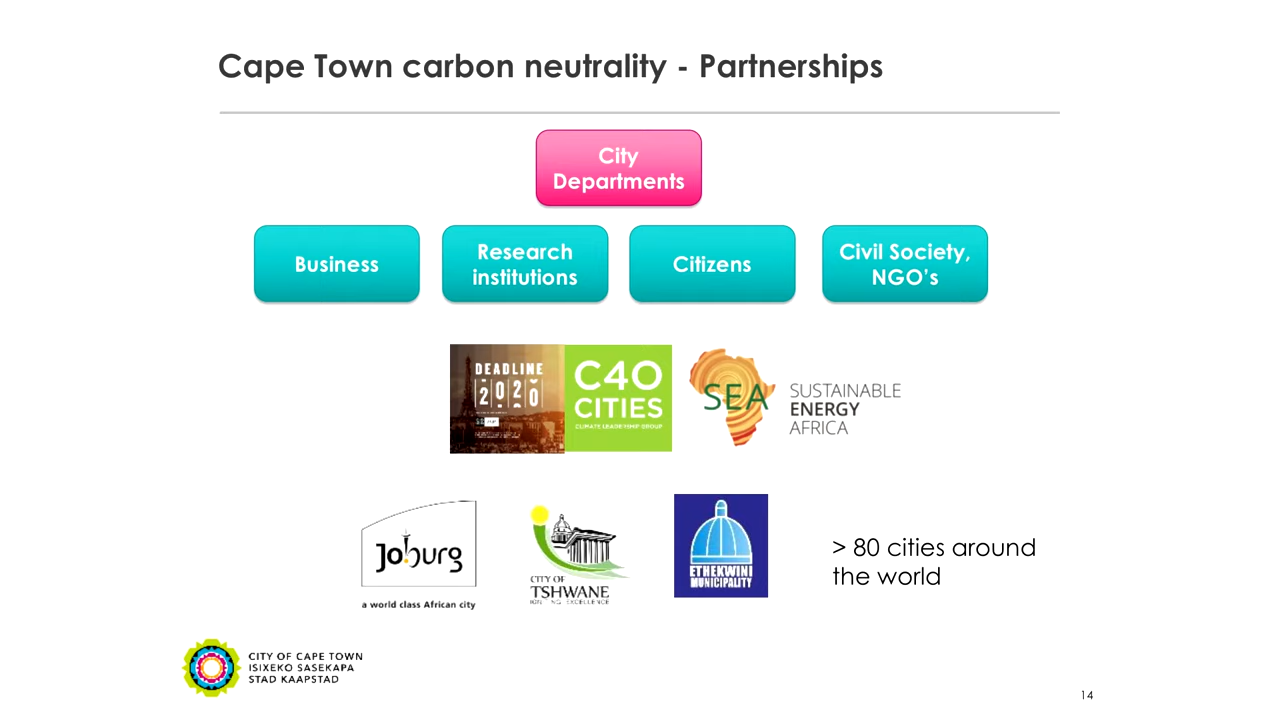 Cape Town carbon neutrality - Partnerships
City
Departments
Business
Research
institutions
Citizens
Civil Society,
NGO’s
DEADLINE
2020
C40
CITIES
CLIMATE LEADERSHIP GROUP
SEA
SUSTAINABLE
ENERGY
AFRICA
Joburg
a world class African city
CITY OF
TSHWANE
EXCELLENCE
ETHEKWINI
MUNICIPALITY
> 80 cities around
the world
CITY OF CAPE TOWN
ISIXEKO SASEKAPA
STAD KAAPSTAD
14